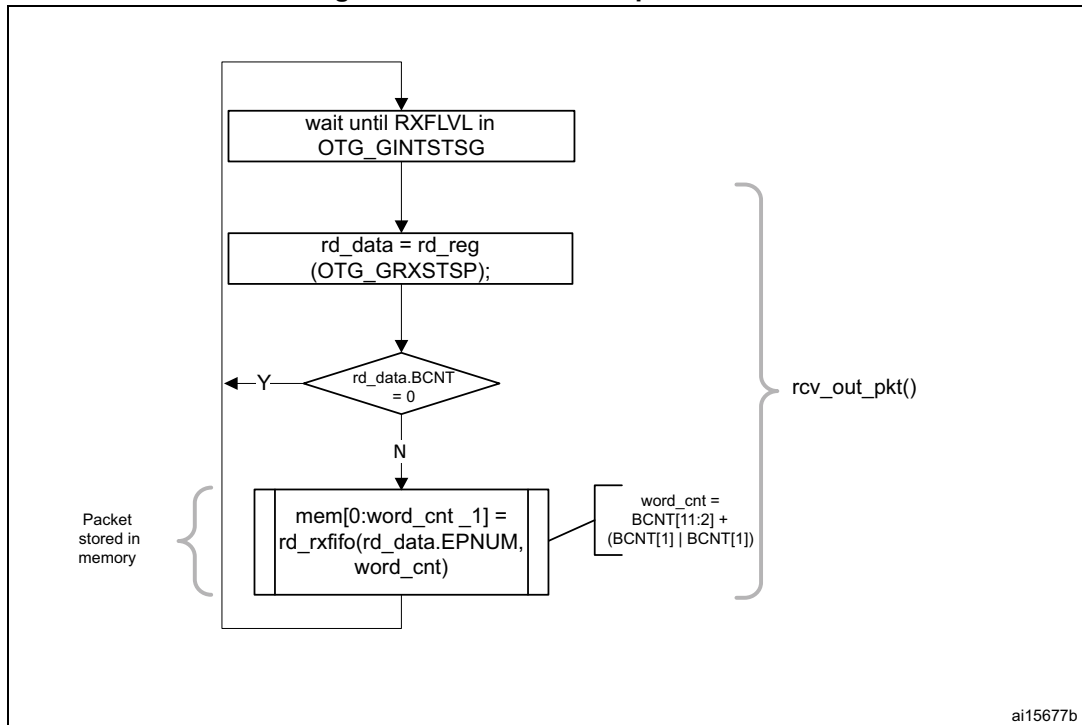 wait until RXFLVL in
OTG_GINTSTSG
rd_data = rd_reg
(OTG_GRXSTSP);
rd_data.BCNT
= 0
Y
N
rcv_out_pkt()
Packet
stored in
memory
mem[0:word_cnt _1] =
rd_rxfifo(rd_data.EPNUM,
word_cnt)
word_cnt =
BCNT[11:2] +
(BCNT[1] | BCNT[1])
ai15677b